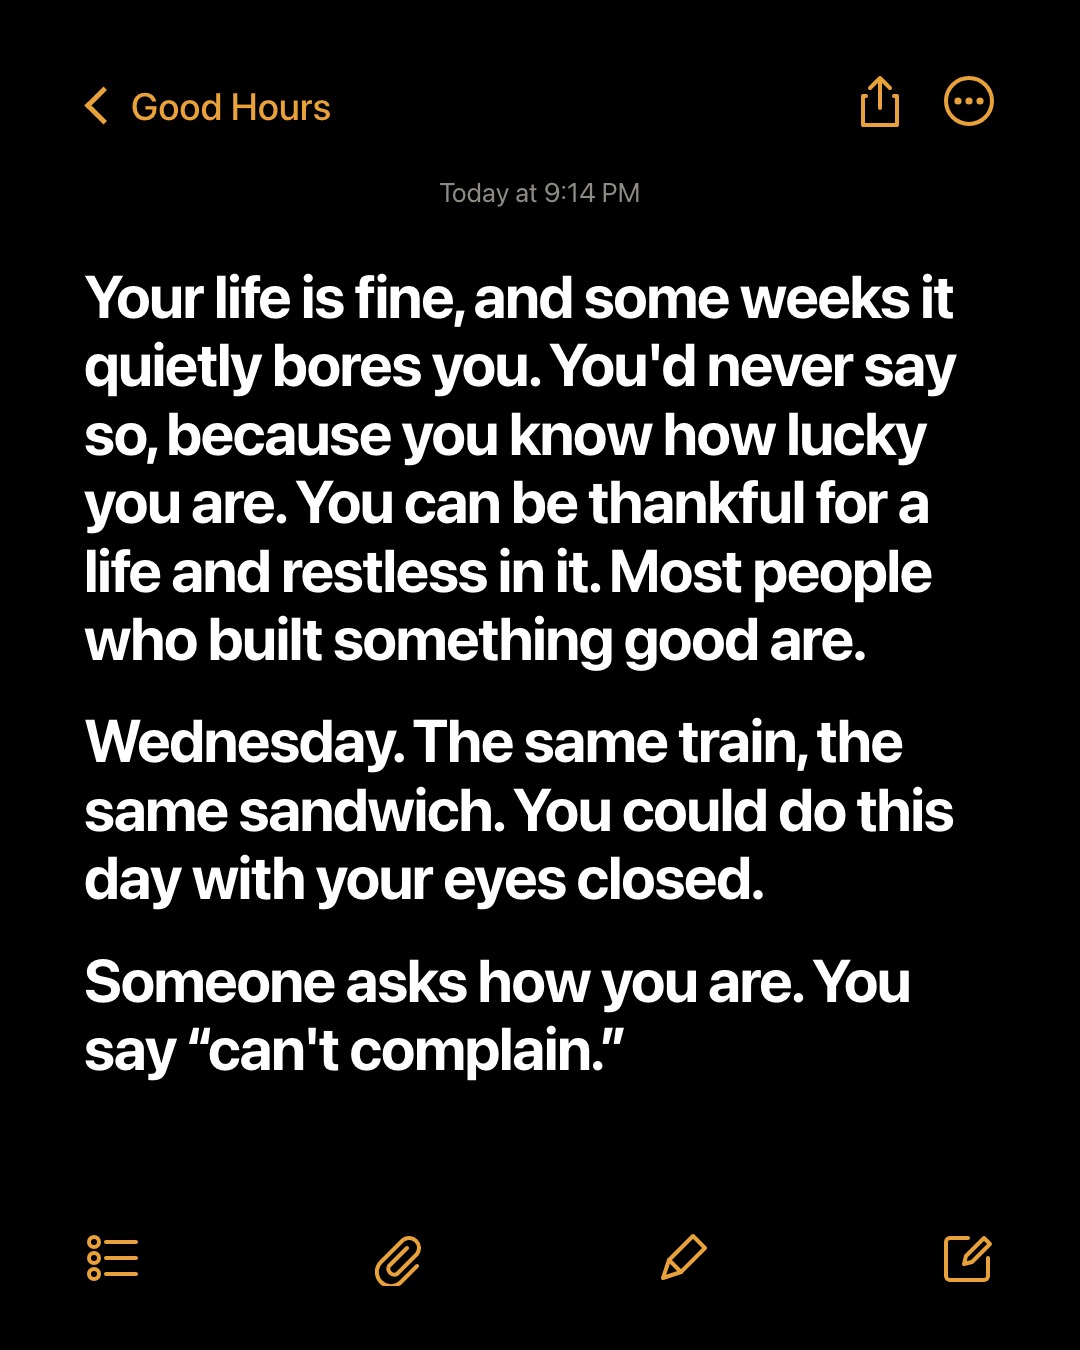 Good Hours
Today at 9:14 PM
Your life is fine, and some weeks it
quietly bores you. You'd never say
so, because you know how lucky
you are. You can be thankful for a
life and restless in it. Most people
who built something good are.
Wednesday. The same train, the
same sandwich. You could do this
day with your eyes closed.
Someone asks how you are. You
say “can't complain.”